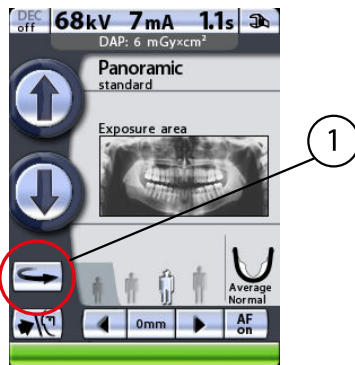 DEC off 68kV 7mA 1.1s
DAP: 6 mGy×cm²
Panoramic
standard
Exposure area
1
Average
Normal
0mm AF on